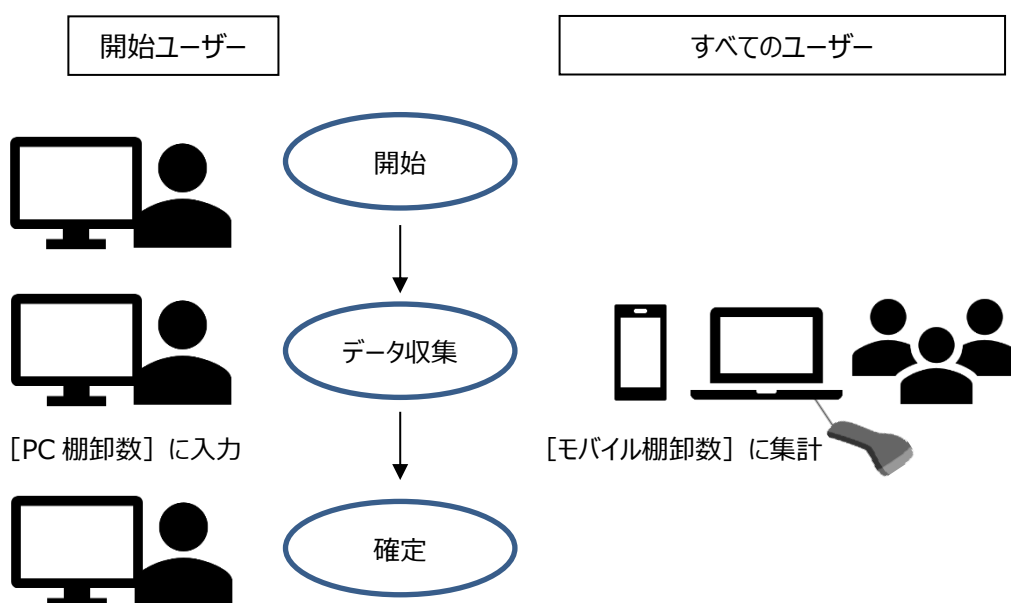 開始ユーザー
すべてのユーザー
開始
データ収集
［PC 棚卸数］に入力
［モバイル棚卸数］に集計
確定